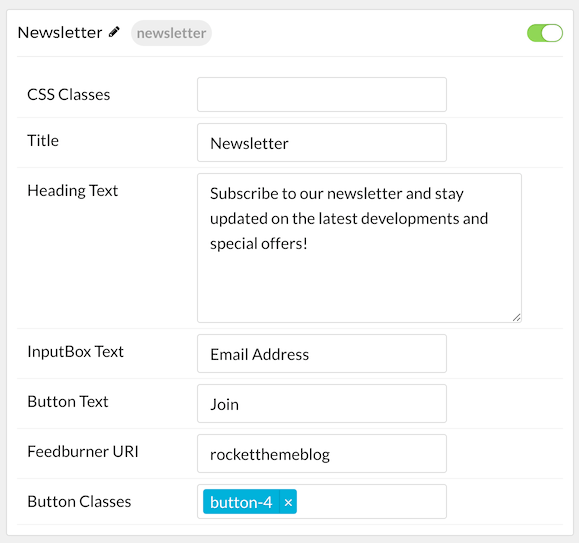 Newsletter newsletter
CSS Classes
Title Newsletter
Heading Text Subscribe to our newsletter and stay
updated on the latest developments and
special offers!
InputBox Text Email Address
Button Text Join
Feedburner URI rocketthemeblog
Button Classes button-4 ×